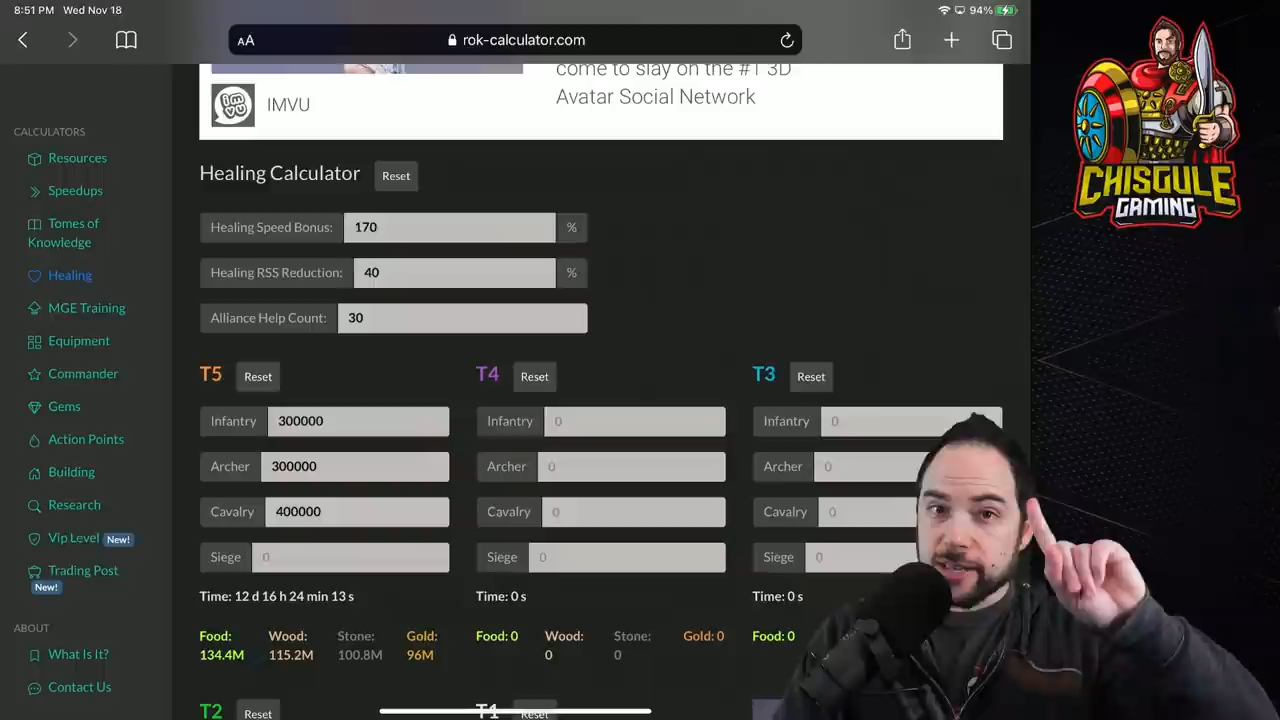 8:51 PM Wed Nov 18
94%
AA
rok-calculator.com
come to slay on the #1 3D
Avatar Social Network
imvu
IMVU
CHISGULE
GAMING
CALCULATORS
Resources
Speedups
Tomes of
Knowledge
Healing
MGE Training
Equipment
Commander
Gems
Action Points
Building
Research
Vip Level New!
Trading Post
New!
ABOUT
What Is It?
Contact Us
Healing Calculator Reset
Healing Speed Bonus: 170 %
Healing RSS Reduction: 40 %
Alliance Help Count: 30
T5 Reset
Infantry 300000
Archer 300000
Cavalry 400000
Siege 0
Time: 12 d 16 h 24 min 13 s
Food: Wood: Stone: Gold:
134.4M 115.2M 100.8M 96M
T4 Reset
Infantry 0
Archer 0
Cavalry 0
Siege 0
Time: 0 s
Food: 0 Wood: Stone: Gold: 0
0 0
T3 Reset
Infantry 0
Archer 0
Cavalry 0
Siege 0
Time: 0 s
Food: 0
T2 Reset
T1 Reset